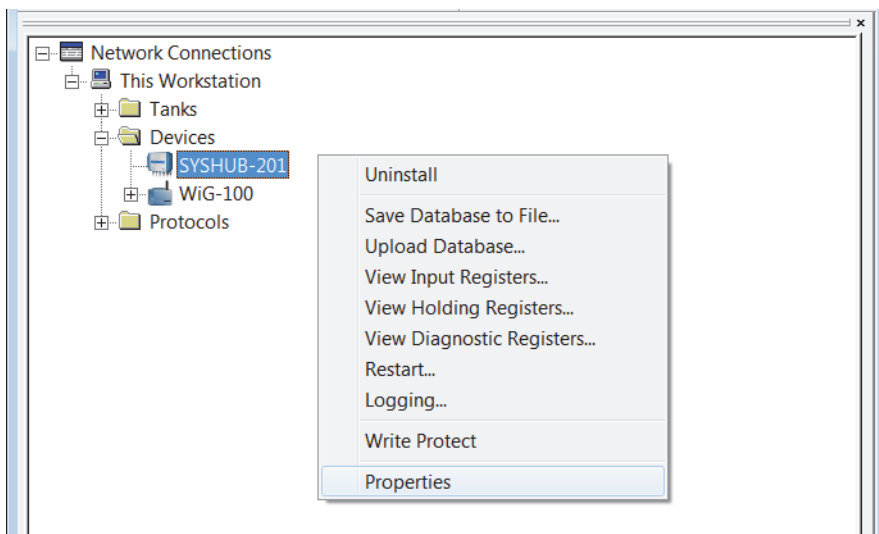 Network Connections
This Workstation
Tanks
Devices
SYSHUB-201
WiG-100
Protocols
Uninstall
Save Database to File...
Upload Database...
View Input Registers...
View Holding Registers...
View Diagnostic Registers...
Restart...
Logging...
Write Protect
Properties